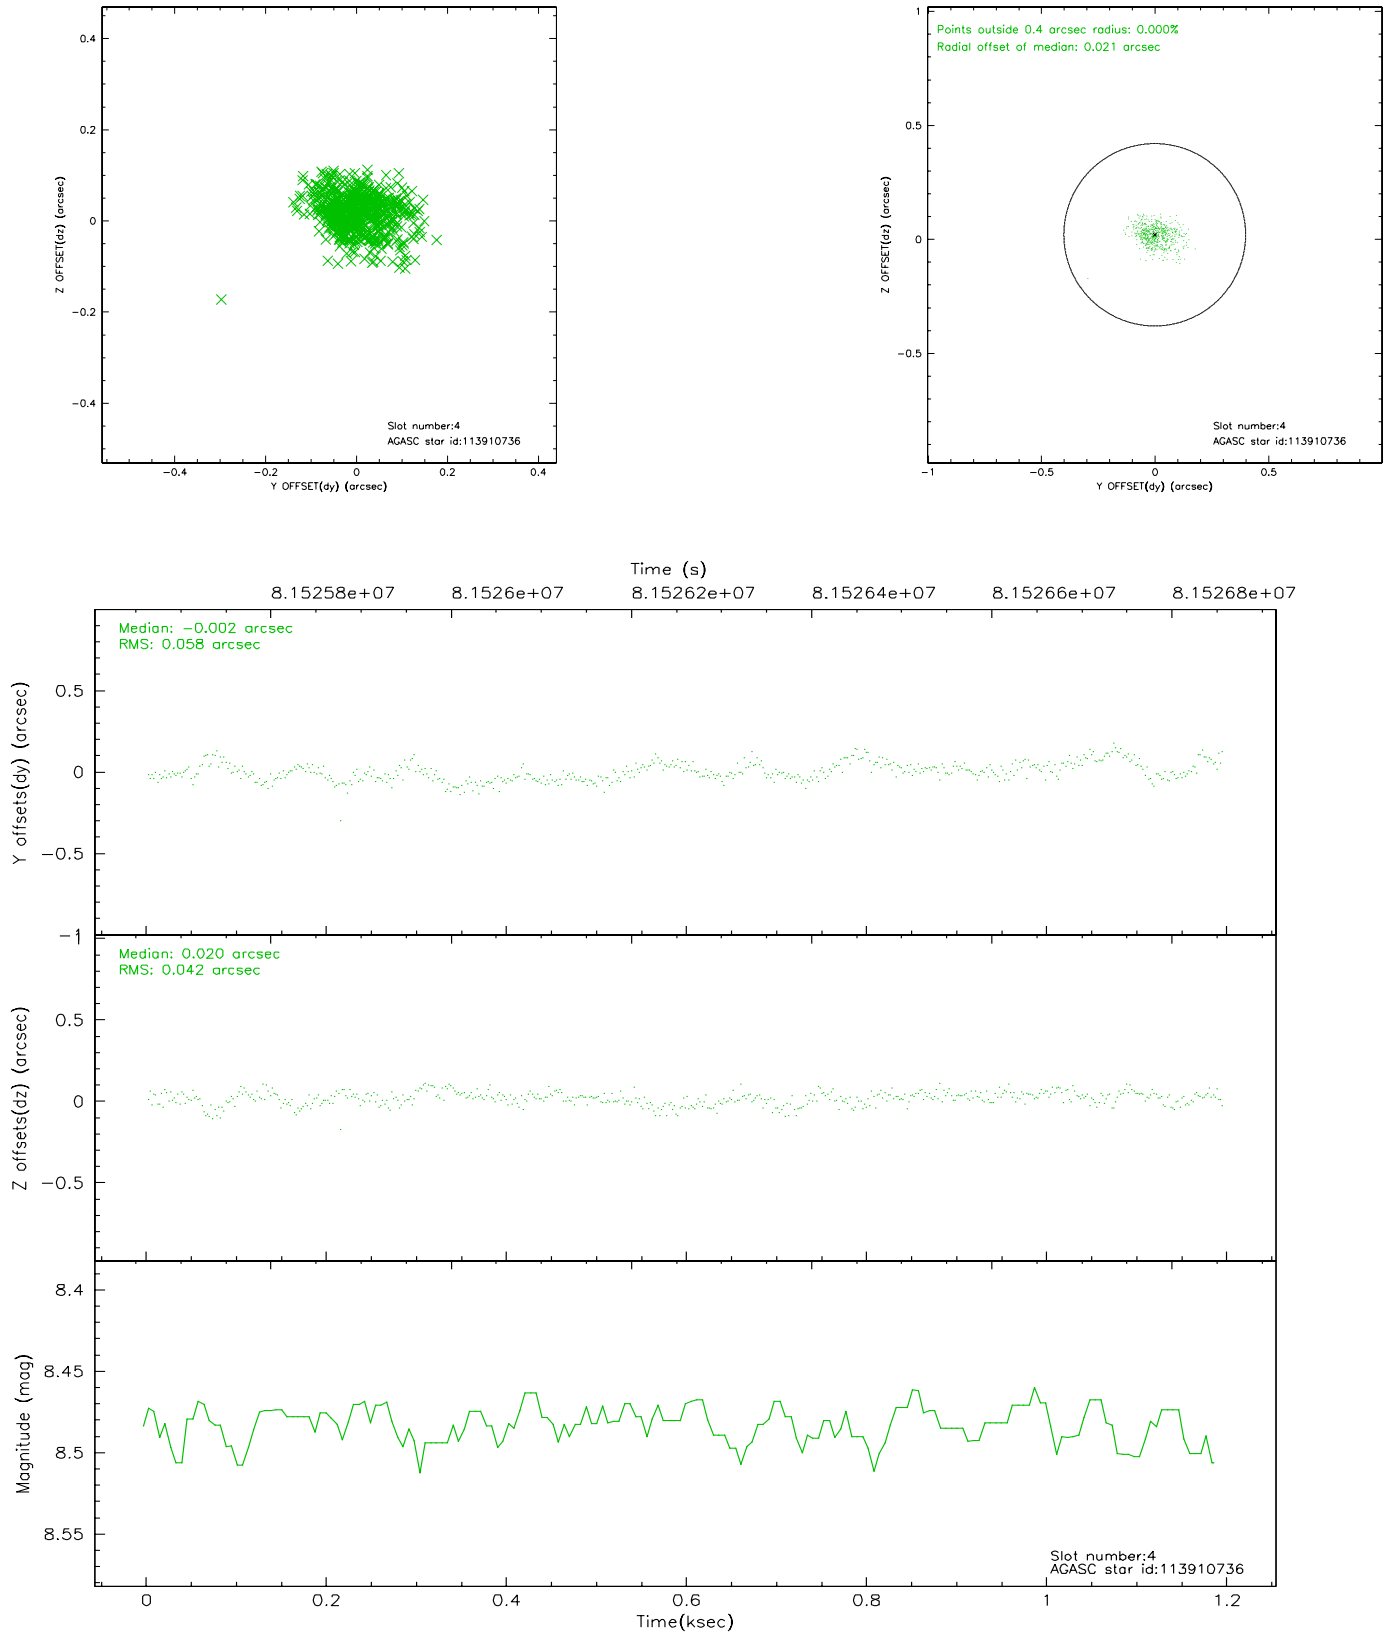 0.4
0.2
0
−0.2
−0.4
Z OFFSET(dz) (arcsec)
−0.4
−0.2
0
0.2
0.4
Y OFFSET(dy) (arcsec)
Slot number:4
AGASC star id:113910736
Points outside 0.4 arcsec radius: 0.000%
Radial offset of median: 0.021 arcsec
1
0.5
0
−0.5
Z OFFSET(dz) (arcsec)
−1
−0.5
0
0.5
Y OFFSET(dy) (arcsec)
Slot number:4
AGASC star id:113910736
Time (s)
8.15258e+07
8.1526e+07
8.15262e+07
8.15264e+07
8.15266e+07
8.15268e+07
Median: −0.002 arcsec
RMS: 0.058 arcsec
0.5
0
−0.5
−1
Y offsets(dy) (arcsec)
Median: 0.020 arcsec
RMS: 0.042 arcsec
1
0.5
0
−0.5
Z offsets(dz) (arcsec)
8.4
8.45
8.5
8.55
Magnitude (mag)
Slot number:4
AGASC star id:113910736
0
0.2
0.4
0.6
0.8
1
1.2
Time(ksec)